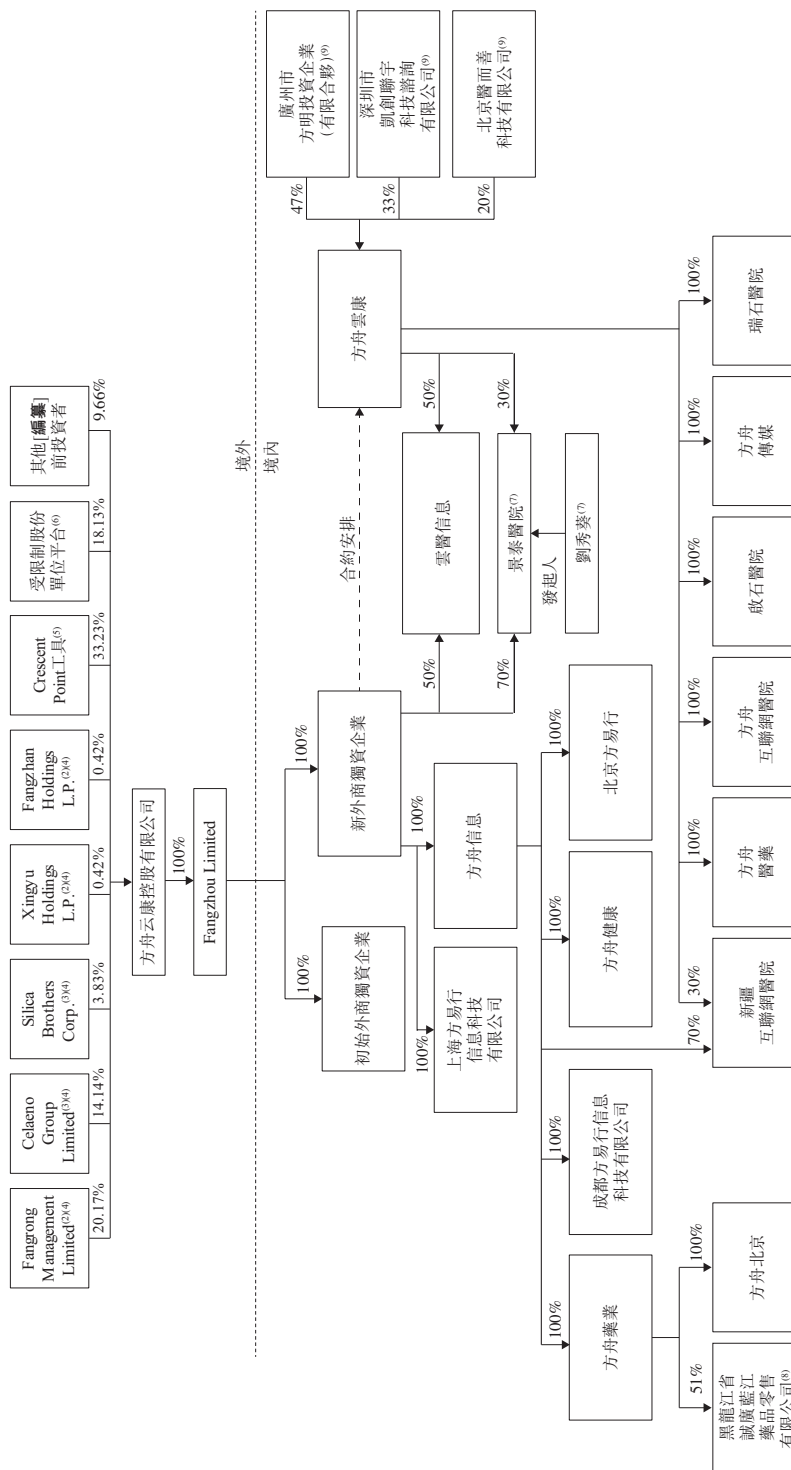 Fangrong
Management
Limited(2)(4)
20.17%
Celaeno
Group
Limited(3)(4)
14.14%
Silica
Brothers
Corp.(3)(4)
3.83%
Xingyu
Holdings
L.P.(2)(4)
0.42%
Fangzhan
Holdings
L.P.(2)(4)
0.42%
Crescent
Point工具(5)
33.23%
受限制股份
單位平台(6)
18.13%
其他[編纂]
前投資者
9.66%
方舟云康控股有限公司
100%
Fangzhou Limited
境外
境內
100%
100%
初始外商獨資企業
新外商獨資企業
合約安排
方舟雲康
47%
33%
20%
廣州市
方明投資企業
(有限合夥)(9)
深圳市
凱創聯宇
科技諮詢
有限公司(9)
北京醫而善
科技有限公司(9)
100%
100%
上海方易行
信息科技
有限公司
方舟信息
50%
50%
雲醫信息
70%
30%
景泰醫院(7)
發起人
劉秀葵(7)
100%
100%
100%
100%
方舟藥業
成都方易行信息
科技有限公司
方舟健康
北京方易行
51%
100%
70%
30%
100%
100%
100%
100%
100%
黑龍江省
誠廣藍江
藥品零售
有限公司(8)
方舟北京
新疆
互聯網醫院
方舟
醫藥
方舟
互聯網醫院
啟石醫院
方舟
傳媒
瑞石醫院